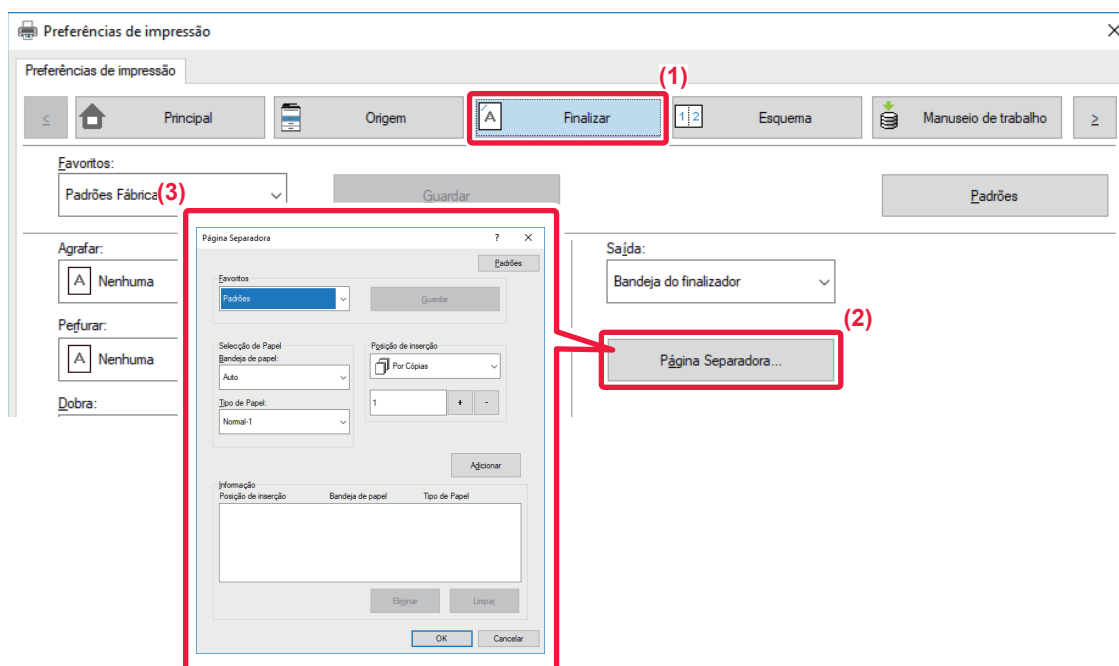 Preferências de impressão
Preferências de impressão
(1)
< Principal Origem A Finalizar 1 2 Esquema Manuseio de trabalho >
Favoritos:
Padrões Fábrica
Guardar
Padrões
(3)
Agrafar:
A Nenhuma
Perfurar:
A Nenhuma
Dobra:
Saída:
Bandeja do finalizador
(2)
Página Separadora...
Página Separadora ?
Padrões
Favoritos
Padrões
Guardar
Selecção de Papel
Bandeja de papel:
Auto
Tipo de Papel:
Normal-1
Posição de inserção
Por Cópias
1 + -
Adicionar
Informação
Posição de inserção Bandeja de papel Tipo de Papel
Eliminar Limpar
OK Cancelar